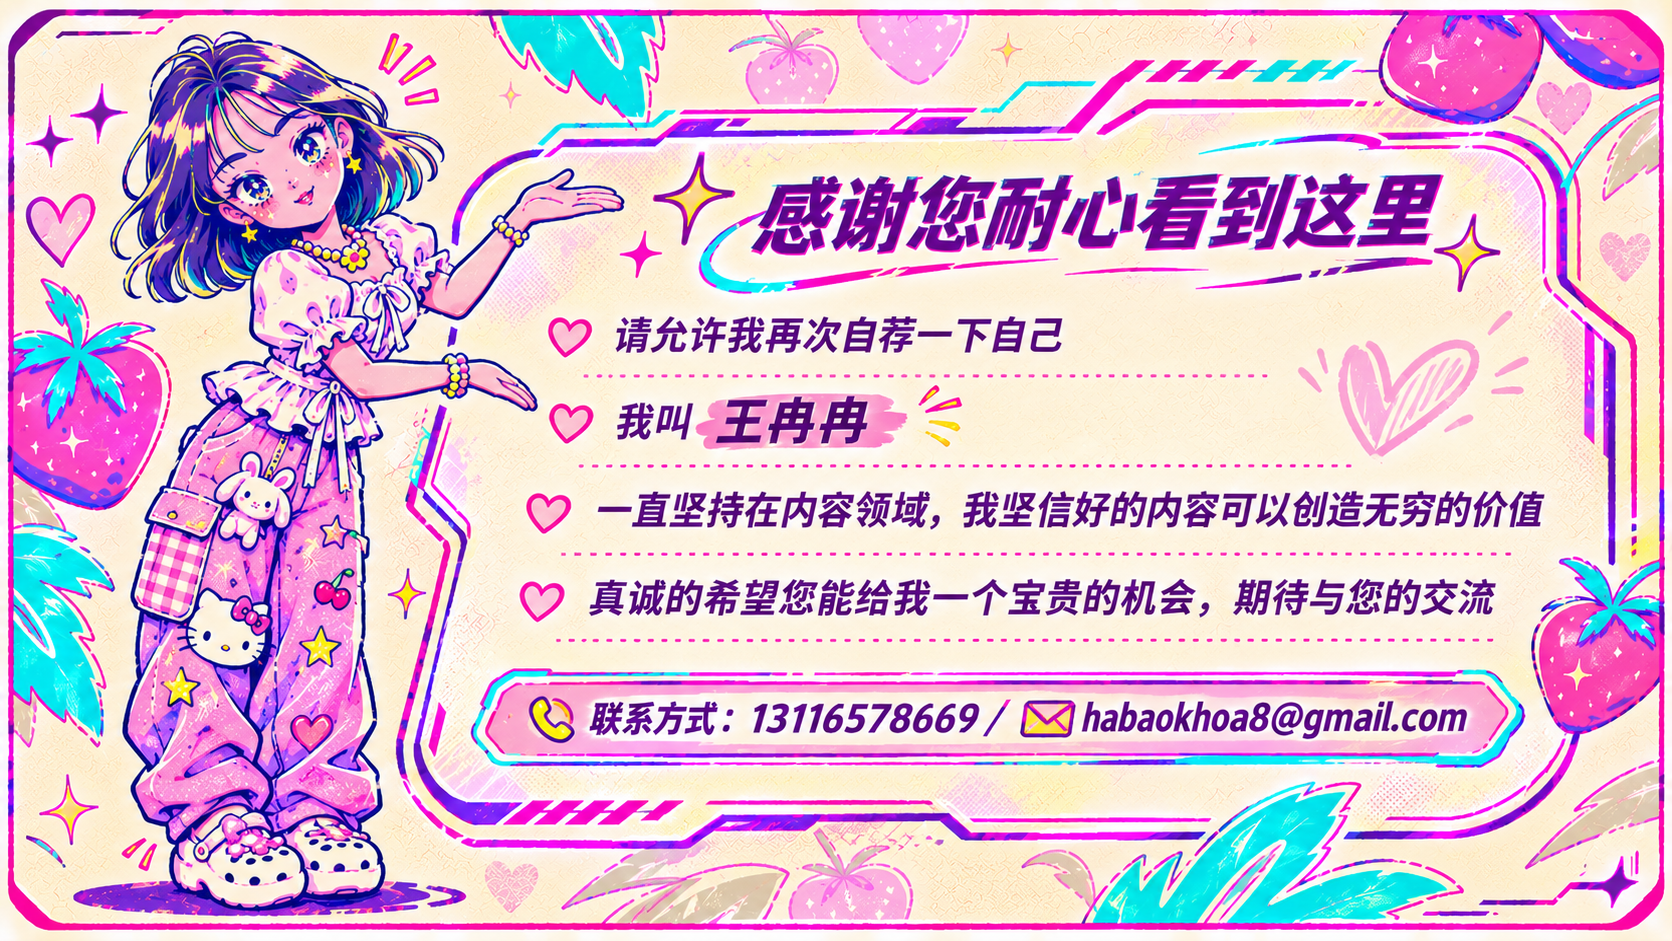 感谢您耐心看到这里
请允许我再次自荐一下自己
我叫 王冉冉
一直坚持在内容领域，我坚信好的内容可以创造无穷的价值
真诚的希望您能给我一个宝贵的机会，期待与您的交流
联系方式：13116578669 / habaokhoa8@gmail.com